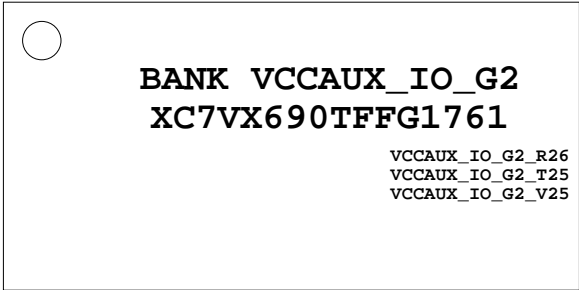 BANK VCCAUX_IO_G2
XC7VX690TFFG1761
VCCAUX_IO_G2_R26
VCCAUX_IO_G2_T25
VCCAUX_IO_G2_V25